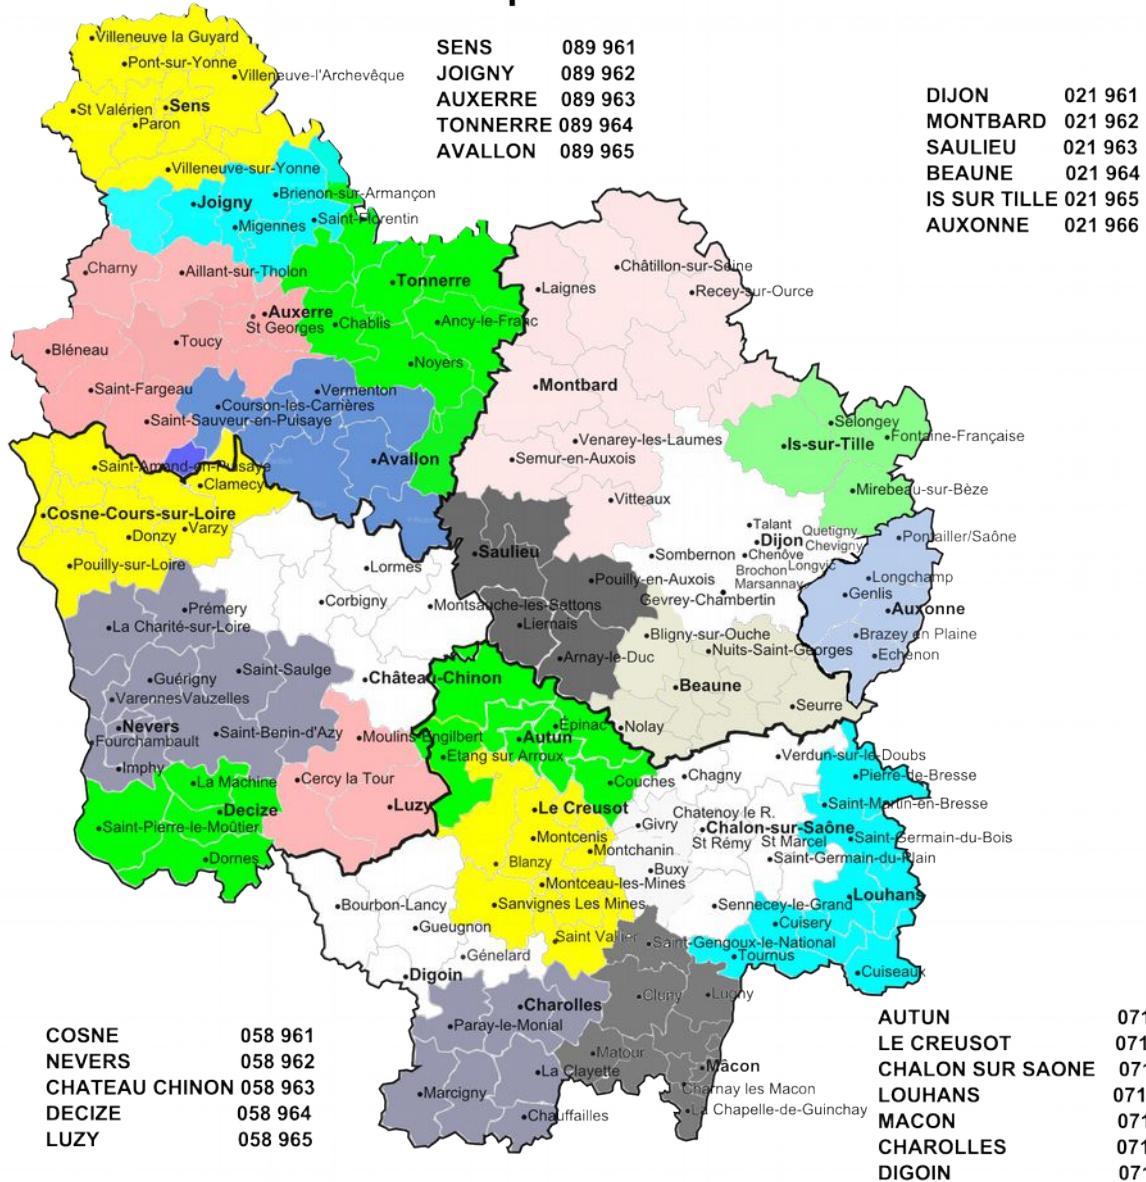 SENS 089 961
JOIGNY 089 962
AUXERRE 089 963
TONNERRE 089 964
AVALLON 089 965
DIJON 021 961
MONTBARD 021 962
SAULIEU 021 963
BEAUNE 021 964
IS SUR TILLE 021 965
AUXONNE 021 966
Villeneuve la Guyard
Pont-sur-Yonne
Villeneuve-l'Archevêque
St Valérien
Sens
Paron
Villeneuve-sur-Yonne
Brienon-sur-Armançon
Joigny
Migennes
Saint-Florentin
Charny
Aillant-sur-Tholon
Tonnerre
Auxerre
St Georges
Chablis
Ancy-le-Franc
Toucy
Bléneau
Noyers
Saint-Fargeau
Vermenton
Courson-les-Carrières
Saint-Sauveur-en-Puisaye
Avallon
Châtillon-sur-Seine
Laignes
Recey-sur-Ource
Montbard
Venarey-les-Laumes
Semur-en-Auxois
Vitteaux
Selongey
Is-sur-Tille
Fontaine-Française
Mirebeau-sur-Bèze
Talant
Quetigny
Dijon
Chevigny
Sombernon
Chenôve
Longvic
Brochon
Marsannay
Gevrey-Chambertin
Pontailler/Saône
Longchamp
Genlis
Auxonne
Brazey en Plaine
Echenon
Saulieu
Pouilly-en-Auxois
Liernais
Arnay-le-Duc
Bligny-sur-Ouche
Nuits-Saint-Georges
Beaune
Seurre
Nolay
Saint-Amand-en-Puisaye
Clamecy
Cosne-Cours-sur-Loire
Varzy
Donzy
Pouilly-sur-Loire
Lormes
Corbigny
Montsauche-les-Settons
Château-Chinon
Prémery
La Charité-sur-Loire
Saint-Saulge
Guérigny
VarennesVauzelles
Nevers
Saint-Benin-d'Azy
Fourchambault
Imphy
La Machine
Decize
Saint-Pierre-le-Moûtier
Dornes
Moulins-Engilbert
Cercy la Tour
Luzy
Épinac
Autun
Etang sur Arroux
Couches
Le Creusot
Montcenis
Montchanin
Blanzy
Montceau-les-Mines
Sanvignes Les Mines
Saint Vallier
Verdun-sur-le-Doubs
Chagny
Pierre-de-Bresse
Saint-Martin-en-Bresse
Chatenoy le R.
Givry
Chalon-sur-Saône
St Rémy
St Marcel
Saint-Germain-du-Bois
Saint-Germain-du-Plain
Buxy
Sennecey-le-Grand
Louhans
Cuisery
Saint-Gengoux-le-National
Tournus
Cuiseaux
Bourbon-Lancy
Gueugnon
Génelard
Digoin
Charolles
Paray-le-Monial
Marcigny
La Clayette
Chauffailles
Cluny
Lugny
Matour
Mâcon
Charnay les Macon
La Chapelle-de-Guinchay
COSNE 058 961
NEVERS 058 962
CHATEAU CHINON 058 963
DECIZE 058 964
LUZY 058 965
AUTUN 071
LE CREUSOT 071
CHALON SUR SAONE 071
LOUHANS 071
MACON 071
CHAROLLES 071
DIGOIN 071